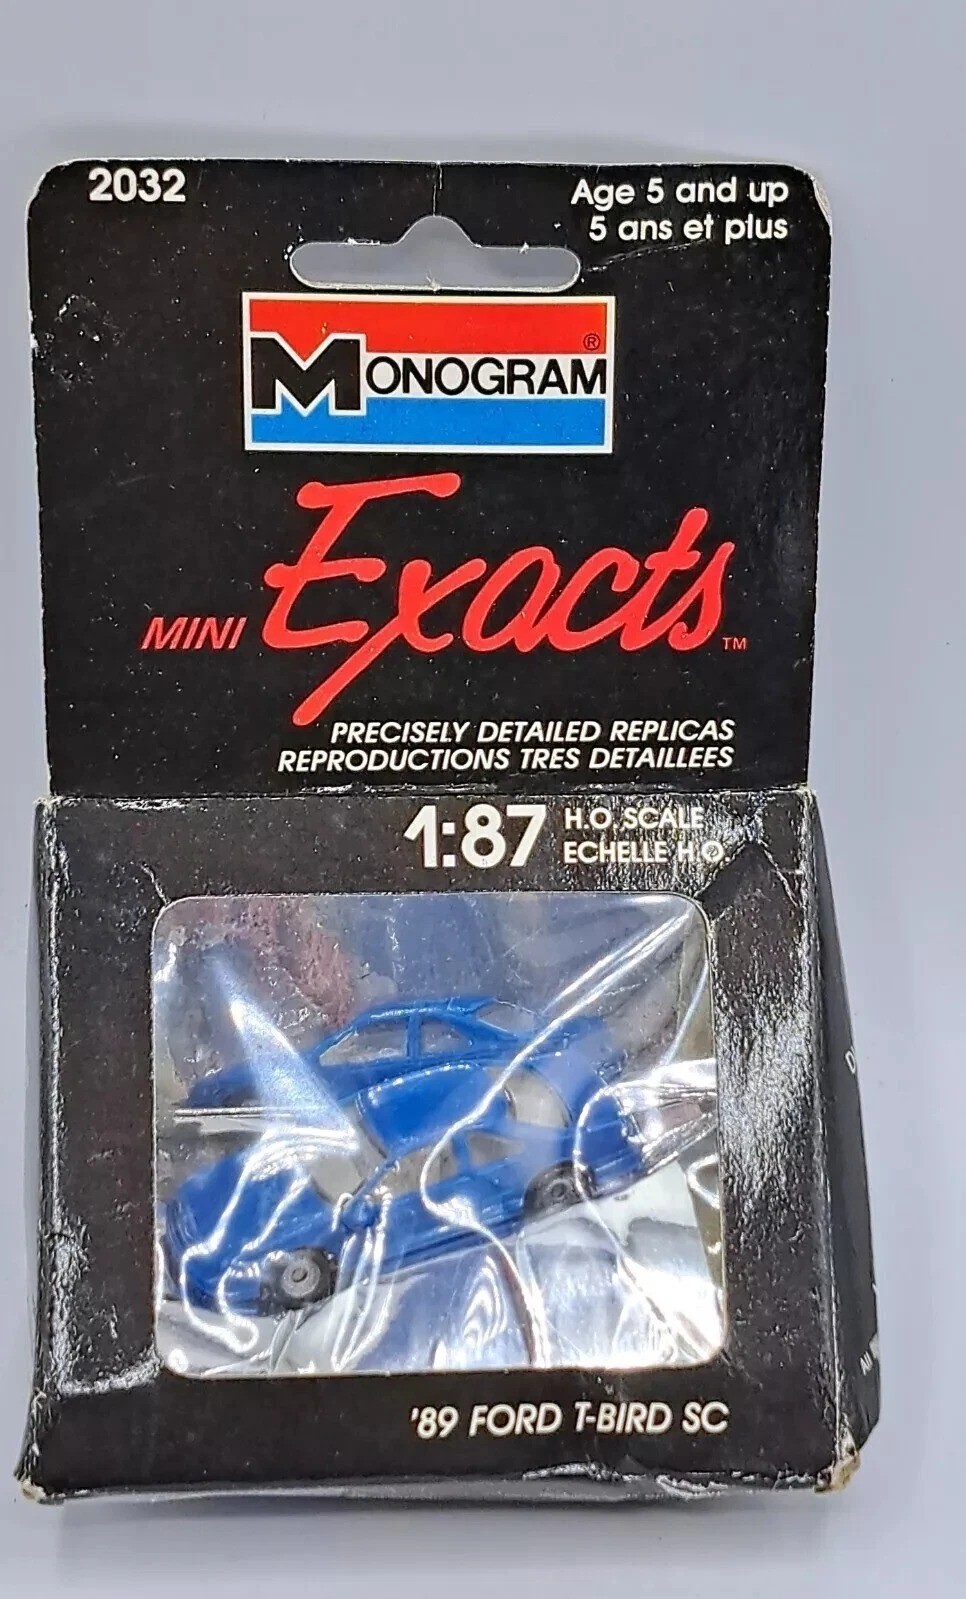 2032
Age 5 and up
5 ans et plus
MONOGRAM®
MINI Exacts™
PRECISELY DETAILED REPLICAS
REPRODUCTIONS TRES DETAILLEES
1:87 H.O. SCALE
ECHELLE H.O.
'89 FORD T-BIRD SC